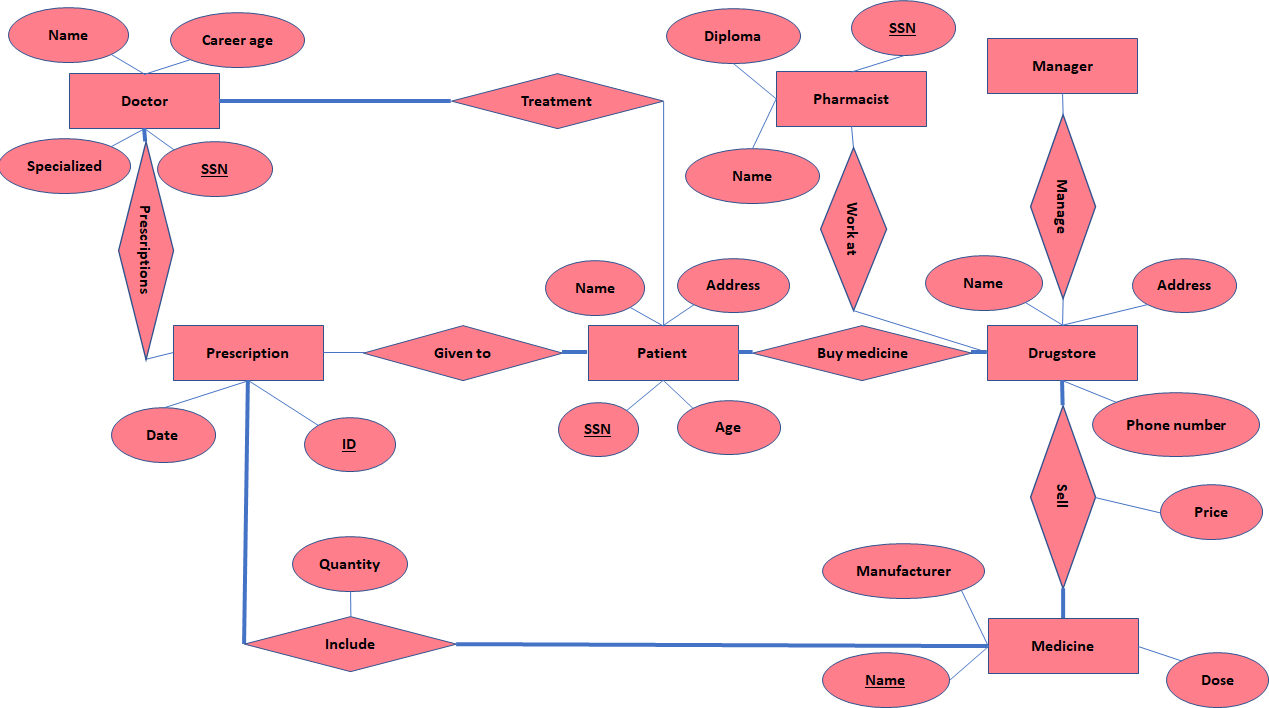 Name
Career age
Doctor
Specialized
SSN
Treatment
Prescriptions
Diploma
SSN
Pharmacist
Name
Work at
Manager
Manage
Name
Address
Name
Address
Prescription
Given to
Patient
Buy medicine
Drugstore
Date
ID
SSN
Age
Phone number
Sell
Price
Quantity
Include
Manufacturer
Medicine
Name
Dose